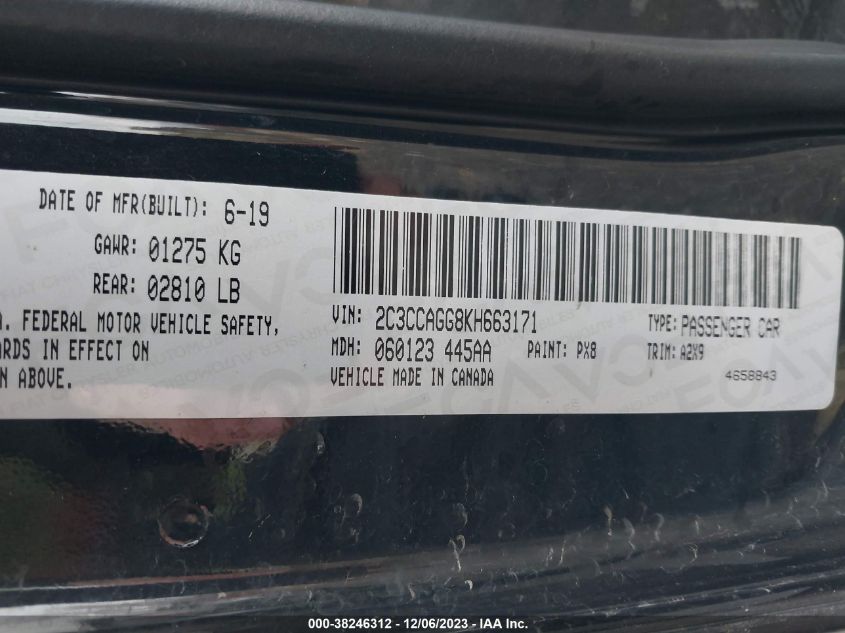 DATE OF MFR(BUILT): 6-19
GAWR: 01275 KG
REAR: 02810 LB
A. FEDERAL MOTOR VEHICLE SAFETY,
ARDS IN EFFECT ON
N ABOVE.
VIN: 2C3CCAGG8KH663171
TYPE: PASSENGER CAR
MDH: 060123 445AA
PAINT: PX8
TRIM: A2X9
VEHICLE MADE IN CANADA
4658843
000-38246312 - 12/06/2023 - IAA Inc.